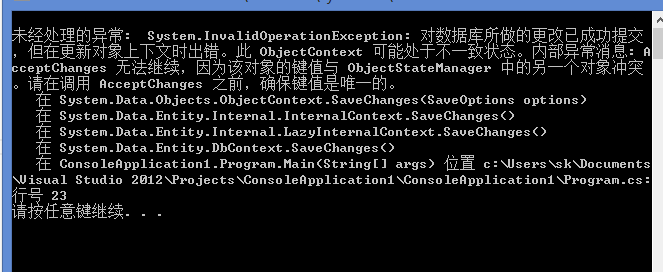 未经处理的异常:  System.InvalidOperationException: 对数据库所做的更改已成功提交
，但在更新对象上下文时出错。此 ObjectContext 可能处于不一致状态。内部异常消息: A
cceptChanges 无法继续，因为该对象的键值与 ObjectStateManager 中的另一个对象冲突
。请在调用 AcceptChanges 之前，确保键值是唯一的。
   在 System.Data.Objects.ObjectContext.SaveChanges(SaveOptions options)
   在 System.Data.Entity.Internal.InternalContext.SaveChanges()
   在 System.Data.Entity.Internal.LazyInternalContext.SaveChanges()
   在 System.Data.Entity.DbContext.SaveChanges()
   在 ConsoleApplication1.Program.Main(String[] args) 位置 c:\Users\sk\Documents
\Visual Studio 2012\Projects\ConsoleApplication1\ConsoleApplication1\Program.cs:
行号 23
请按任意键继续. . .